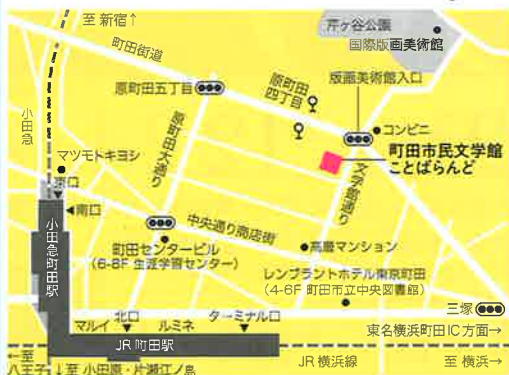 至 新宿↑
芹ヶ谷公園
国際版画美術館
町田街道
版画美術館入口
原町田
四丁目
原町田五丁目
コンビニ
町田市民文学館
ことばらんど
小田急
マツモトキヨシ
原町田大通り
文学館通り
東口
南口
中央通り商店街
町田センタービル
(6-8F 生涯学習センター)
高慶マンション
小田急町田駅
レンブラントホテル東京町田
(4-6F 町田市立中央図書館)
三塚
北口
ターミナル口
マルイ
ルミネ
東名横浜町田IC方面→
JR 町田駅
←至
八王子
↓至 小田原・片瀬江ノ島
JR 横浜線
至 横浜→